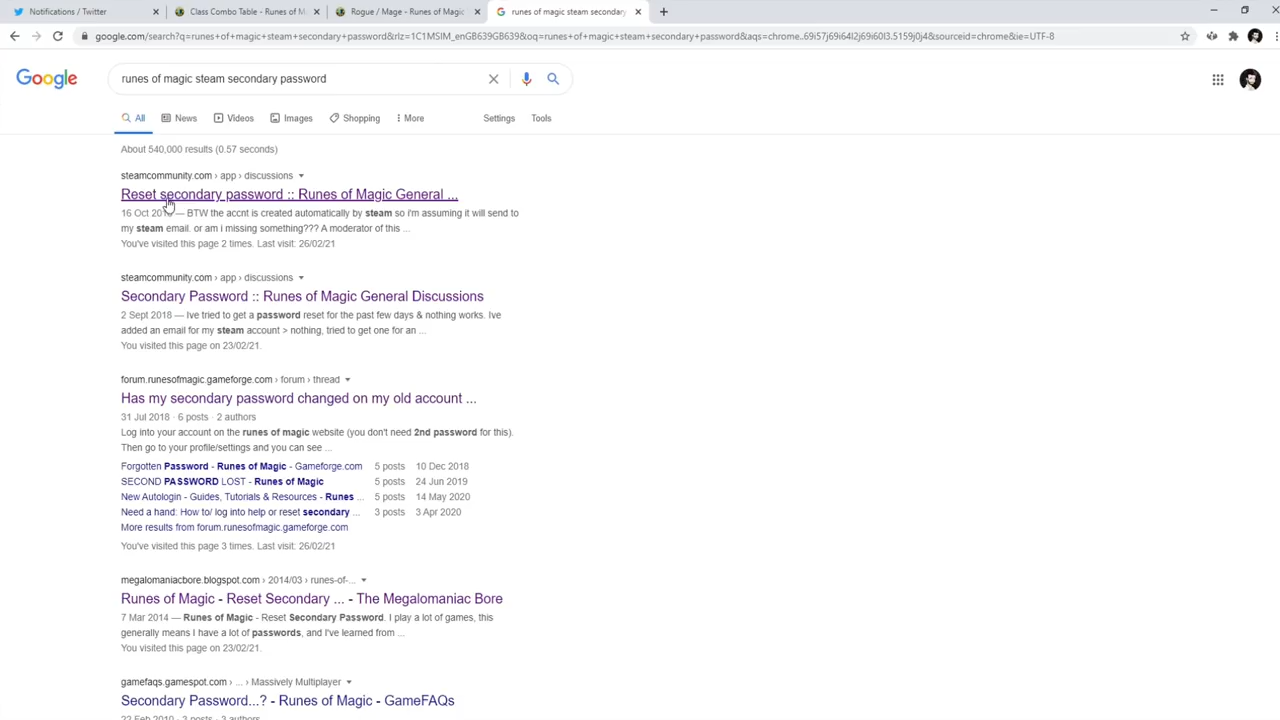 Notifications / Twitter
Class Combo Table - Runes of M
Rogue / Mage - Runes of Magic
runes of magic steam secondary
google.com/search?q=runes+of+magic+steam+secondary+password&rlz=1C1MSIM_enGB639GB639&oq=runes+of+magic+steam+secondary+password&aqs=chrome..69i57j69i64l2j69i60l3.5159j0j4&sourceid=chrome&ie=UTF-8
Google
runes of magic steam secondary password
All News Videos Images Shopping More Settings Tools
About 540,000 results (0.57 seconds)
steamcommunity.com › app › discussions
Reset secondary password :: Runes of Magic General ...
16 Oct — BTW the accnt is created automatically by steam so i'm assuming it will send to
my steam email. or am i missing something??? A moderator of this ...
You've visited this page 2 times. Last visit: 26/02/21
steamcommunity.com › app › discussions
Secondary Password :: Runes of Magic General Discussions
2 Sept 2018 — Ive tried to get a password reset for the past few days & nothing works. Ive
added an email for my steam account > nothing, tried to get one for an ...
You visited this page on 23/02/21.
forum.runesofmagic.gameforge.com › forum › thread
Has my secondary password changed on my old account ...
31 Jul 2018 · 6 posts · 2 authors
Log into your account on the runes of magic website (you don't need 2nd password for this).
Then go to your profile/settings and you can see ...
Forgotten Password - Runes of Magic - Gameforge.com 5 posts 10 Dec 2018
SECOND PASSWORD LOST - Runes of Magic 5 posts 24 Jun 2019
New Autologin - Guides, Tutorials & Resources - Runes ... 5 posts 14 May 2020
Need a hand: How to/ log into help or reset secondary ... 3 posts 3 Apr 2020
More results from forum.runesofmagic.gameforge.com
You've visited this page 3 times. Last visit: 26/02/21
megalomaniacbore.blogspot.com › 2014/03 › runes-of-...
Runes of Magic - Reset Secondary ... - The Megalomaniac Bore
7 Mar 2014 — Runes of Magic - Reset Secondary Password. I play a lot of games, this
generally means I have a lot of passwords, and I've learned from ...
You visited this page on 23/02/21.
gamefaqs.gamespot.com › ... › Massively Multiplayer
Secondary Password...? - Runes of Magic - GameFAQs
22 Feb 2010 · 3 posts · 3 authors